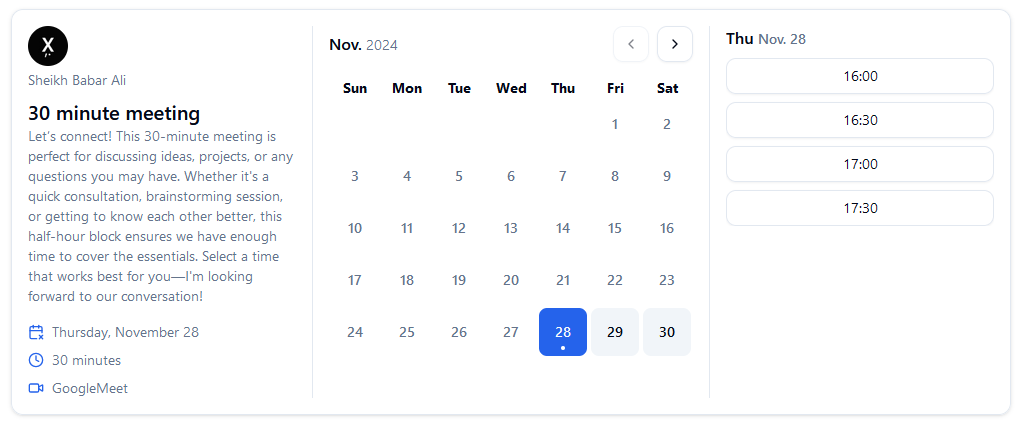 X
Sheikh Babar Ali
30 minute meeting
Let's connect! This 30-minute meeting is
perfect for discussing ideas, projects, or any
questions you may have. Whether it's a
quick consultation, brainstorming session,
or getting to know each other better, this
half-hour block ensures we have enough
time to cover the essentials. Select a time
that works best for you—I'm looking
forward to our conversation!
Thursday, November 28
30 minutes
GoogleMeet
Nov. 2024
Sun Mon Tue Wed Thu Fri Sat
1 2
3 4 5 6 7 8 9
10 11 12 13 14 15 16
17 18 19 20 21 22 23
24 25 26 27 28 29 30
Thu Nov. 28
16:00
16:30
17:00
17:30